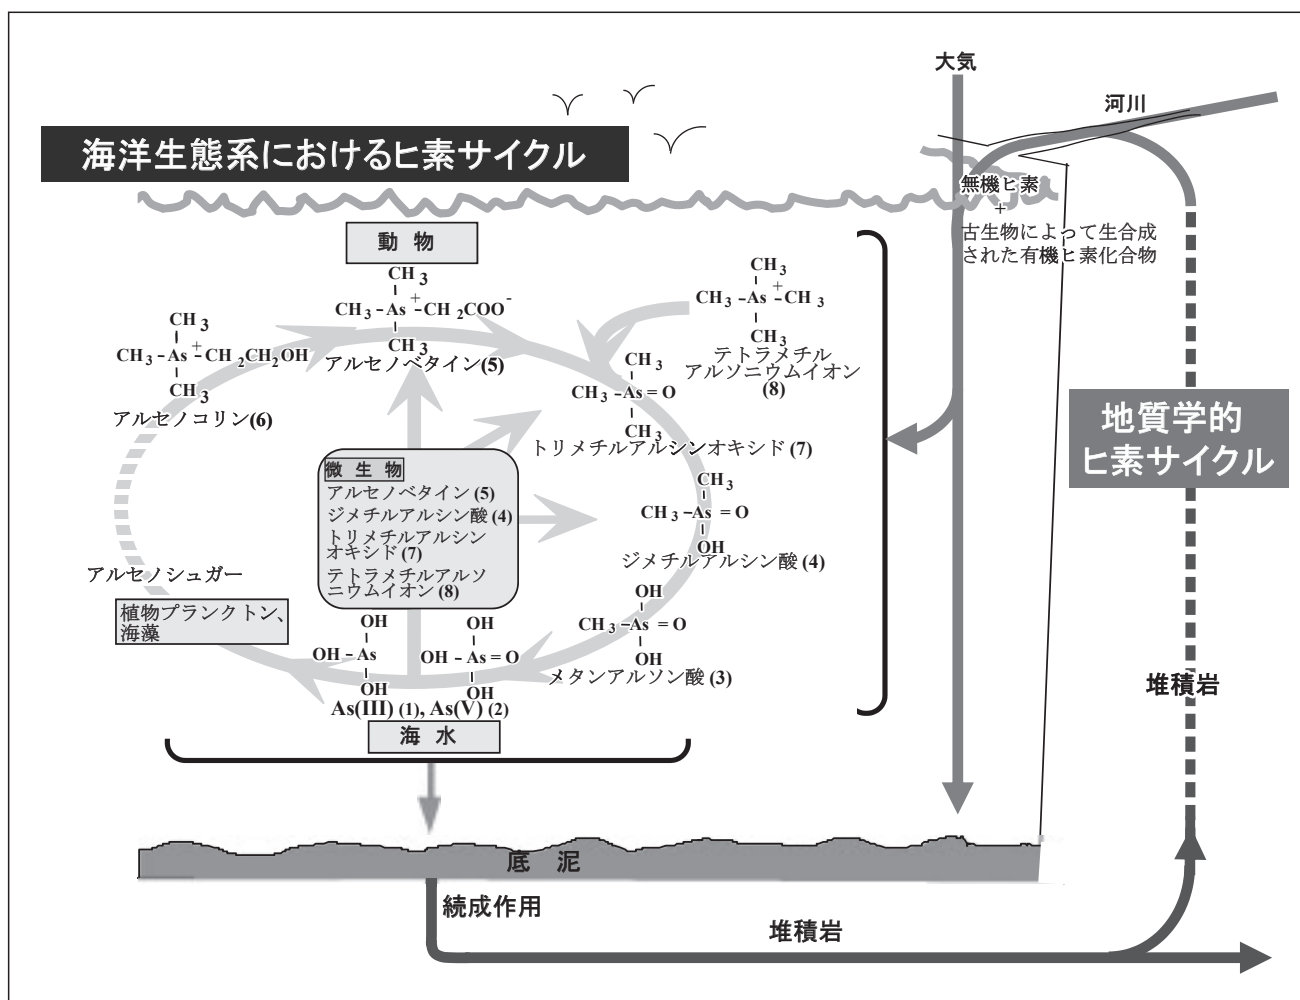 大気
河川
海洋生態系におけるヒ素サイクル
無機ヒ素
+
古生物によって生合成
された有機ヒ素化合物
動 物
CH3
CH3-As+-CH2COO-
CH3
アルセノベタイン(5)
CH3
CH3-As+-CH2CH2OH
CH3
アルセノコリン(6)
CH3
CH3-As+-CH3
CH3
テトラメチル
アルソニウムイオン
(8)
CH3
CH3-As=O
CH3
トリメチルアルシンオキシド(7)
地質学的
ヒ素サイクル
微 生 物
アルセノベタイン(5)
ジメチルアルシン酸(4)
トリメチルアルシン
オキシド(7)
テトラメチルアルソ
ニウムイオン(8)
CH3
CH3-As=O
OH
ジメチルアルシン酸(4)
アルセノシュガー
植物プランクトン、
海藻
OH
OH-As
OH
OH
OH-As=O
OH
As(III)(1), As(V)(2)
海 水
OH
CH3-As=O
OH
メタンアルソン酸(3)
堆積岩
底 泥
続成作用
堆積岩